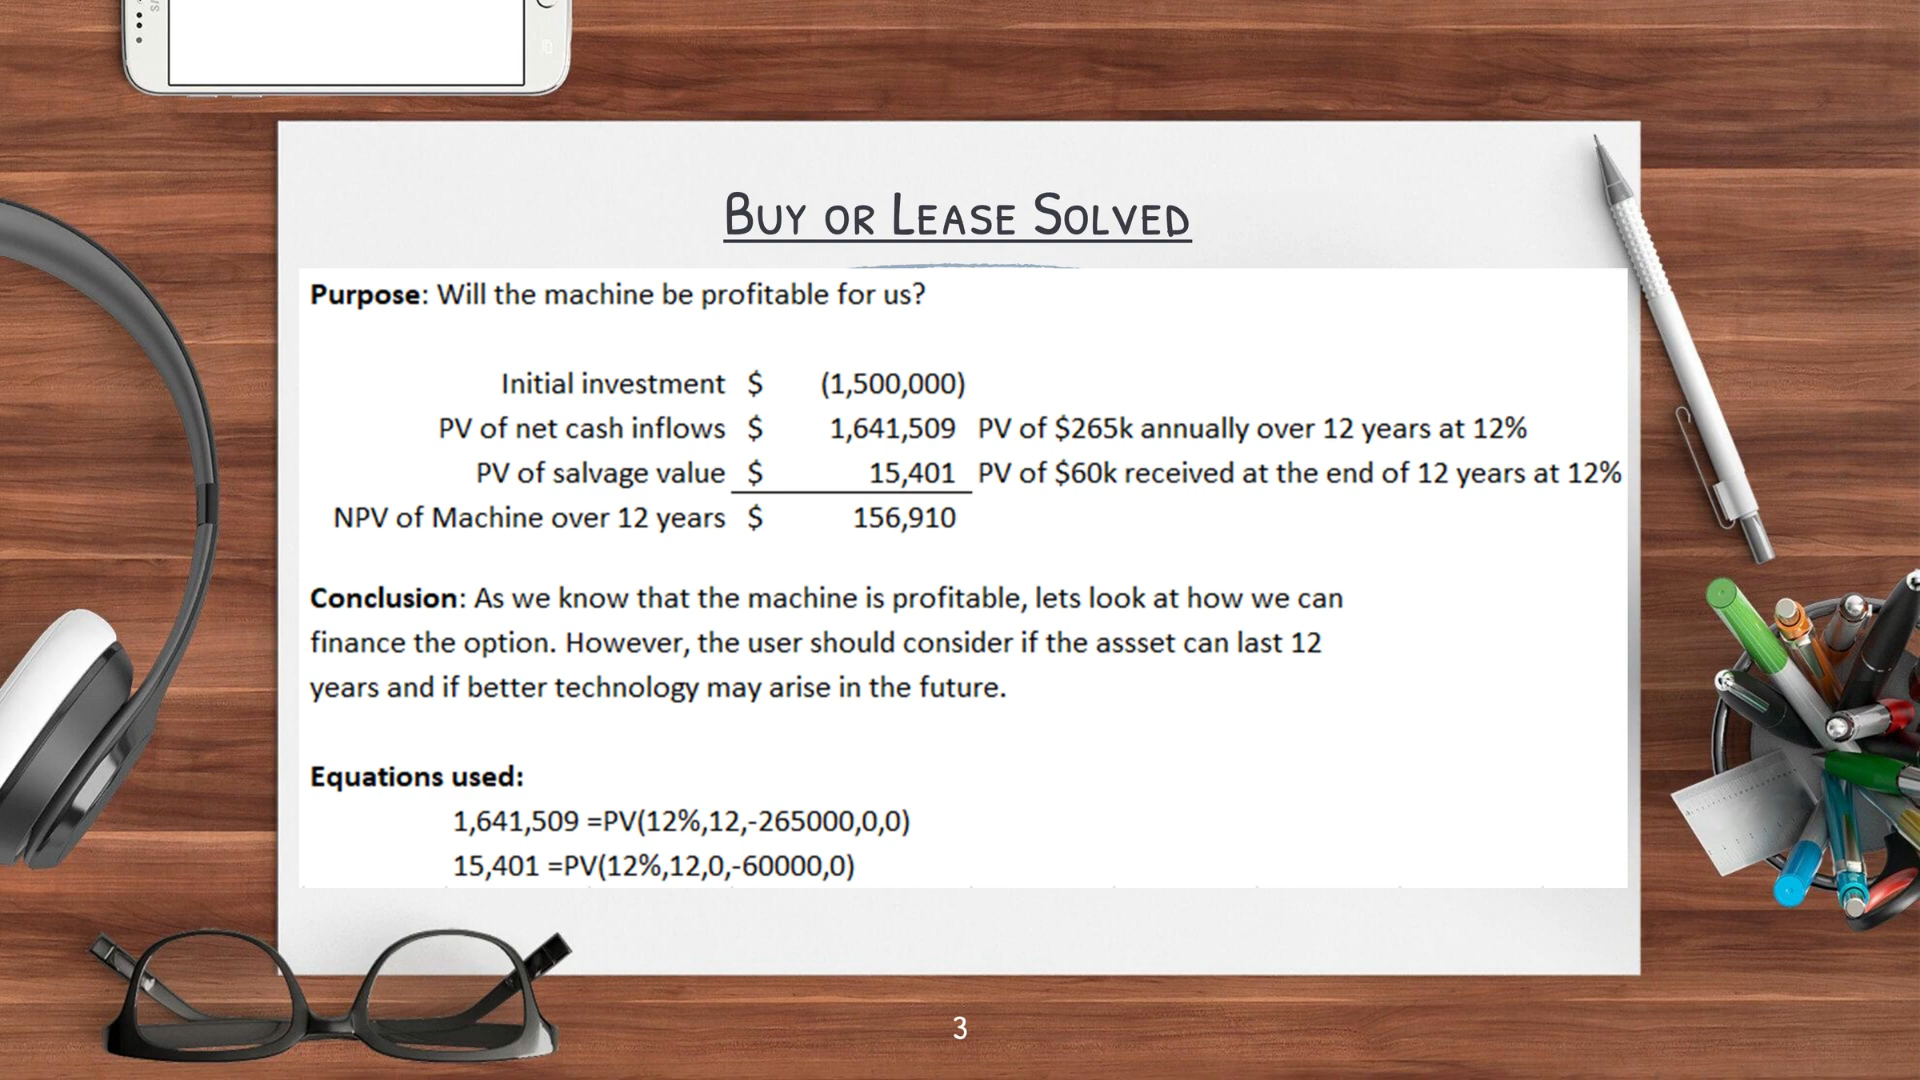 Buy or Lease Solved
Purpose: Will the machine be profitable for us?
Initial investment $ (1,500,000)
PV of net cash inflows $ 1,641,509 PV of $265k annually over 12 years at 12%
PV of salvage value $ 15,401 PV of $60k received at the end of 12 years at 12%
NPV of Machine over 12 years $ 156,910
Conclusion: As we know that the machine is profitable, lets look at how we can
finance the option. However, the user should consider if the assset can last 12
years and if better technology may arise in the future.
Equations used:
1,641,509 =PV(12%,12,-265000,0,0)
15,401 =PV(12%,12,0,-60000,0)
3